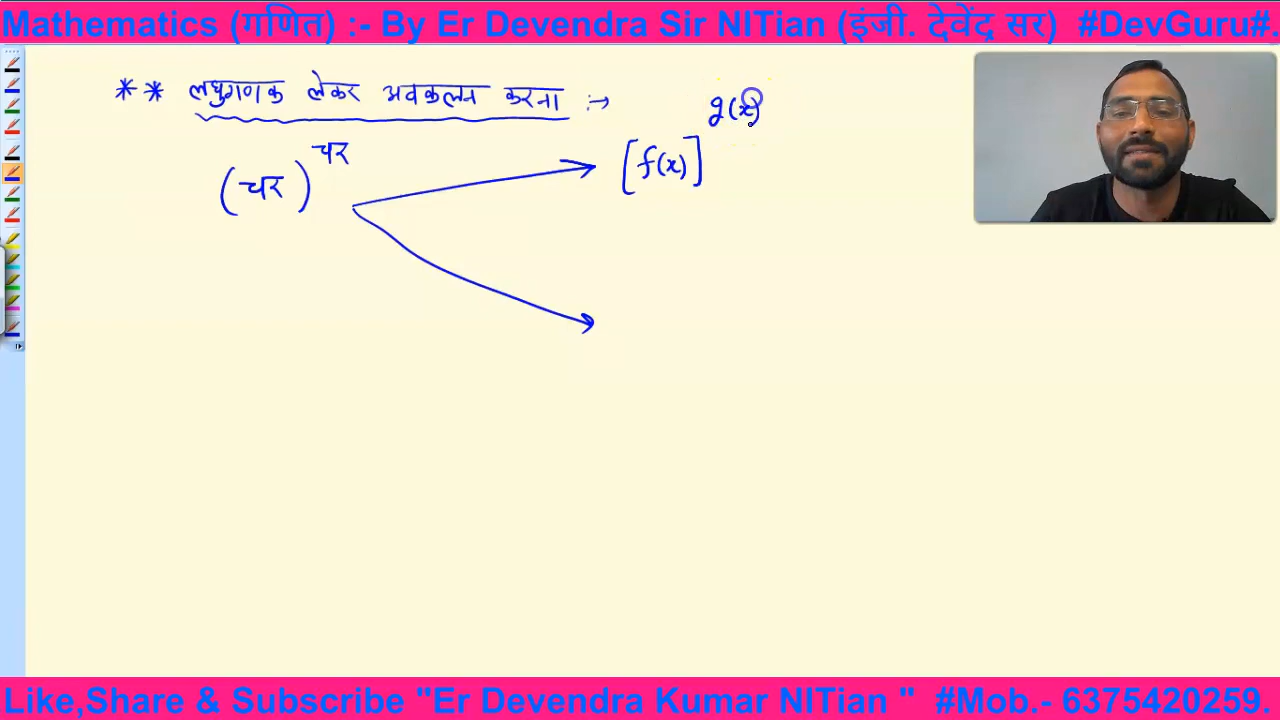 Mathematics (गणित) :- By Er Devendra Sir NITian (इंजी. देवेंद्र सर) #DevGuru#.
** लघुगणक लेकर अवकलन करना :→
(चर)^चर
[f(x)]^g(x)
Like,Share & Subscribe "Er Devendra Kumar NITian " #Mob.- 6375420259.